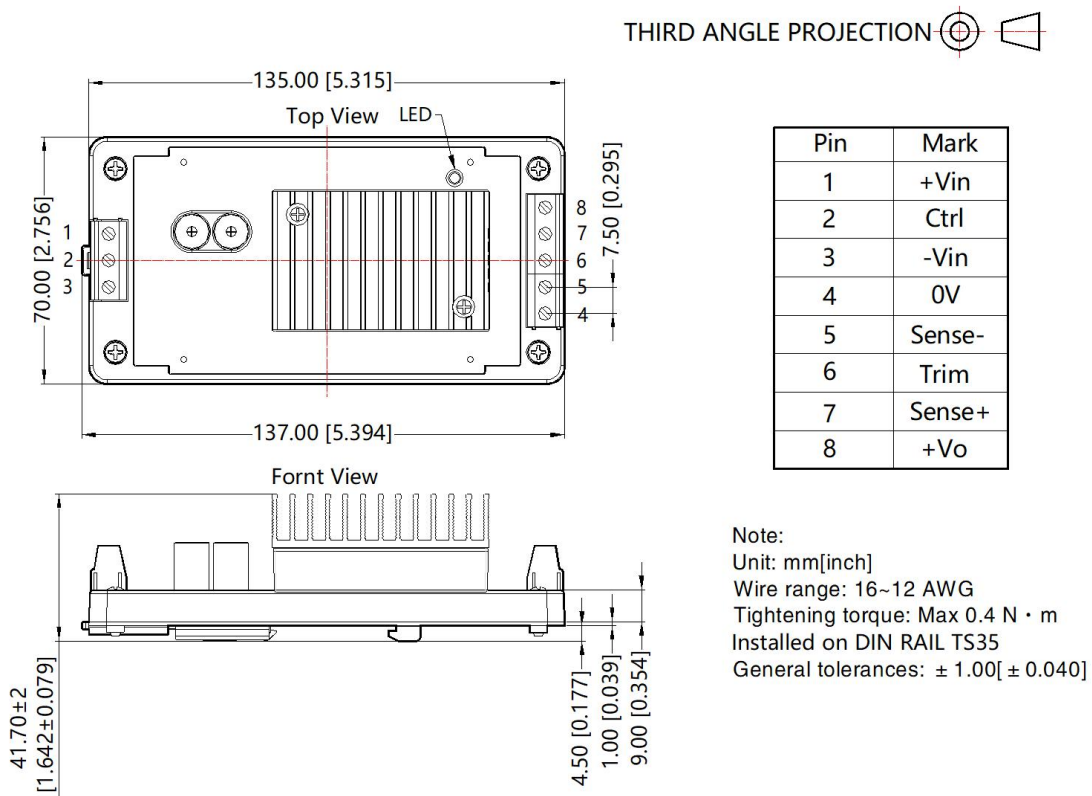 THIRD ANGLE PROJECTION
135.00 [5.315]
Top View
LED
70.00 [2.756]
1
2
3
8
7
6
5
4
7.50 [0.295]
137.00 [5.394]
Pin Mark
1 +Vin
2 Ctrl
3 -Vin
4 0V
5 Sense-
6 Trim
7 Sense+
8 +Vo
Fornt View
41.70±2
[1.642±0.079]
4.50 [0.177]
1.00 [0.039]
9.00 [0.354]
Note:
Unit: mm[inch]
Wire range: 16~12 AWG
Tightening torque: Max 0.4 N · m
Installed on DIN RAIL TS35
General tolerances: ± 1.00[ ± 0.040]